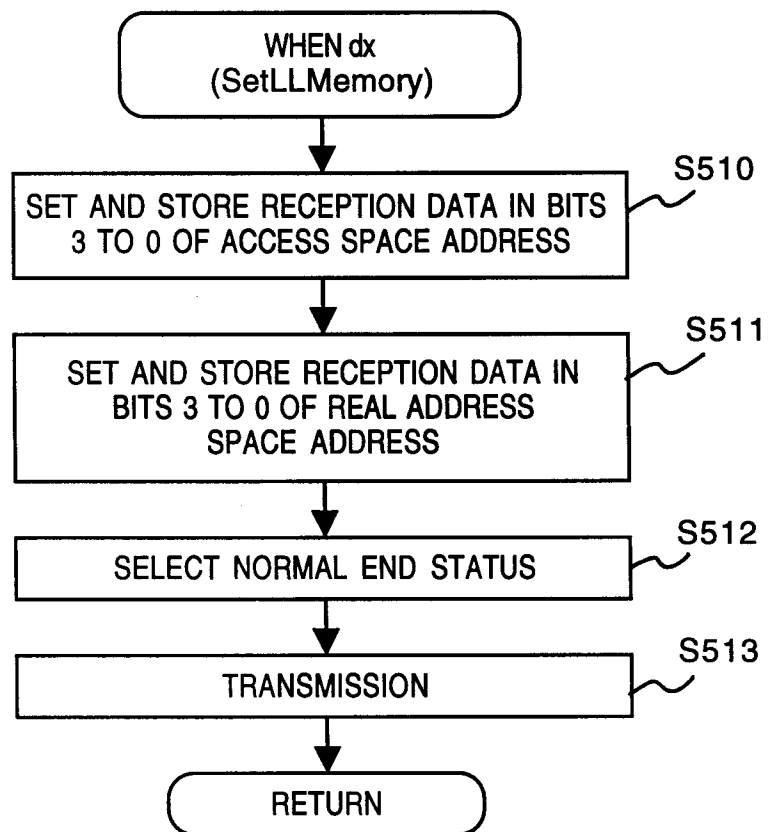 WHEN dx
(SetLLMemory)
S510
SET AND STORE RECEPTION DATA IN BITS
3 TO 0 OF ACCESS SPACE ADDRESS
S511
SET AND STORE RECEPTION DATA IN
BITS 3 TO 0 OF REAL ADDRESS
SPACE ADDRESS
S512
SELECT NORMAL END STATUS
S513
TRANSMISSION
RETURN